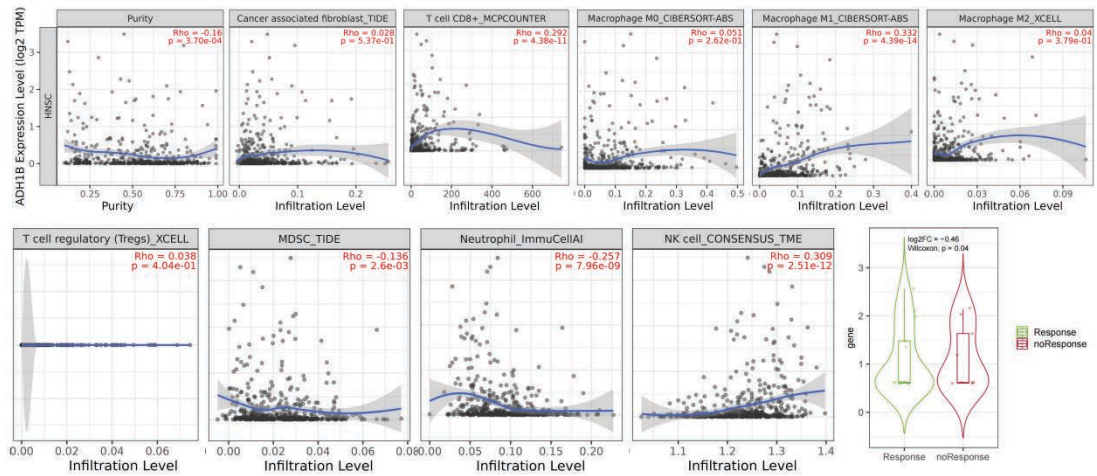 Purity
Rho = -0.16
p = 3.70e-04
Cancer associated fibroblast_TIDE
Rho = 0.028
p = 5.37e-01
T cell CD8+_MCPCOUNTER
Rho = 0.292
p = 4.38e-11
Macrophage M0_CIBERSORT-ABS
Rho = 0.051
p = 2.62e-01
Macrophage M1_CIBERSORT-ABS
Rho = 0.332
p = 4.39e-14
Macrophage M2_XCELL
Rho = 0.04
p = 3.79e-01
ADH1B Expression Level (log2 TPM)
HNSC
3
2
1
0
0.25 0.50 0.75 1.00
0.0 0.1 0.2
0 200 400 600
0.0 0.1 0.2 0.3 0.4 0.5
0.0 0.1 0.2 0.3 0.4
0.00 0.03 0.06 0.09
Purity
Infiltration Level
Infiltration Level
Infiltration Level
Infiltration Level
Infiltration Level
T cell regulatory (Tregs)_XCELL
Rho = 0.038
p = 4.04e-01
MDSC_TIDE
Rho = -0.136
p = 2.6e-03
Neutrophil_ImmuCellAI
Rho = -0.257
p = 7.96e-09
NK cell_CONSENSUS_TME
Rho = 0.309
p = 2.51e-12
0.00 0.02 0.04 0.06
0.00 0.02 0.04 0.06 0.08
0.00 0.05 0.10 0.15 0.20
1.1 1.2 1.3 1.4
Infiltration Level
Infiltration Level
Infiltration Level
Infiltration Level
log2FC = −0.46
Wilcoxon, p = 0.04
gene
3
2
1
0
Response
noResponse
Response
noResponse